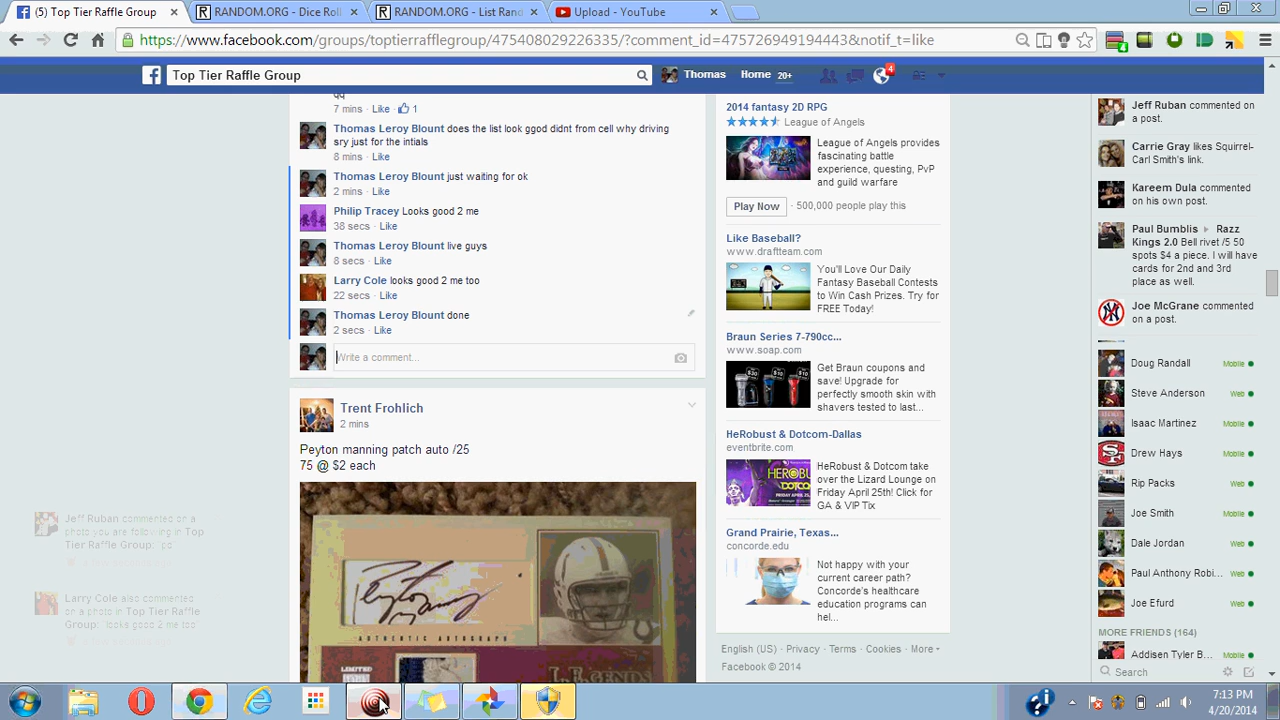 (5) Top Tier Raffle Group
RANDOM.ORG - Dice Roll
RANDOM.ORG - List Rand
Upload - YouTube
https://www.facebook.com/groups/toptierrafflegroup/475408029226335/?comment_id=475726949194443&notif_t=like
4
Top Tier Raffle Group
Thomas
Home 20+
4
qq
7 mins · Like · 1
Thomas Leroy Blount does the list look ggod didnt from cell why driving
sry just for the intials
8 mins · Like
Thomas Leroy Blount just waiting for ok
2 mins · Like
Philip Tracey Looks good 2 me
38 secs · Like
Thomas Leroy Blount live guys
8 secs · Like
Larry Cole looks good 2 me too
22 secs · Like
Thomas Leroy Blount done
2 secs · Like
Write a comment...
Trent Frohlich
2 mins
Peyton manning patch auto /25
75 @ $2 each
AUTHENTIC AUTOGRAPH
LIMITED
Jeff Ruban commented on a
photo you are following in Top
Tier Raffle Group: "po"
Larry Cole also commented
on a photo in Top Tier Raffle
Group: "looks good 2 me too"
2014 fantasy 2D RPG
League of Angels
League of Angels provides
fascinating battle
experience, questing, PvP
and guild warfare
Play Now
· 500,000 people play this
Like Baseball?
www.draftteam.com
You'll Love Our Daily
Fantasy Baseball Contests
to Win Cash Prizes. Try for
FREE Today!
Braun Series 7-790cc...
www.soap.com
$30
$10
$10
Get Braun coupons and
save! Upgrade for
perfectly smooth skin with
shavers tested to last...
HeRobust & Dotcom-Dallas
eventbrite.com
HEROBU
DOTCOM
HeRobust & Dotcom take
over the Lizard Lounge on
Friday April 25th! Click for
GA & VIP Tix
Grand Prairie, Texas...
concorde.edu
Not happy with your
current career path?
Concorde's healthcare
education programs can
hel...
English (US) · Privacy · Terms · Cookies · More
Facebook © 2014
Jeff Ruban commented on
a post.
Carrie Gray likes Squirrel-
Carl Smith's link.
Kareem Dula commented
on his own post.
Paul Bumblis ▸ Razz
Kings 2.0 Bell rivet /5 50
spots $4 a piece. I will have
cards for 2nd and 3rd
place as well.
Joe McGrane commented
on a post.
Doug Randall Mobile
Steve Anderson Web
Isaac Martinez
Drew Hays
Rip Packs
Joe Smith Mobile
Dale Jordan
Paul Anthony Robi... Web
Joe Efurd
MORE FRIENDS (164)
Addisen Tyler B... Mobile
Search
7:13 PM
4/20/2014